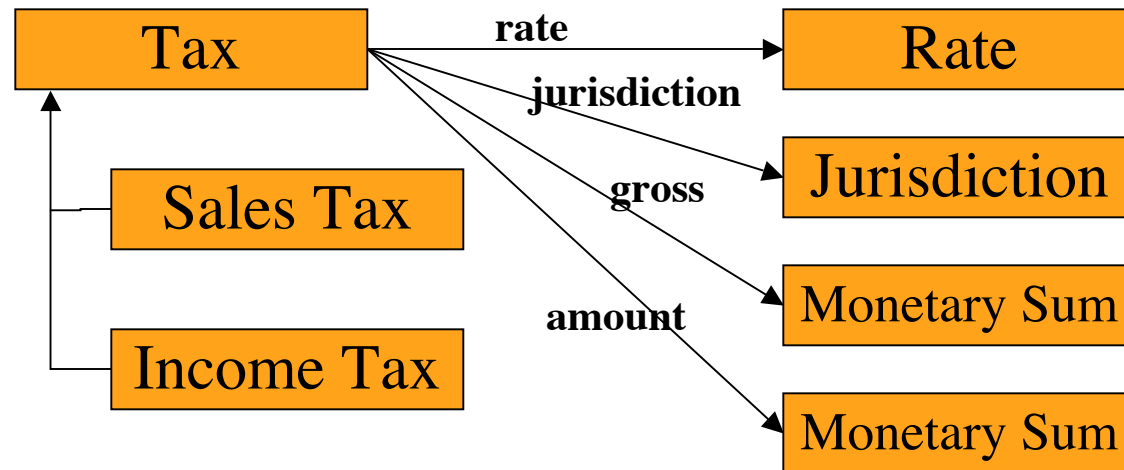 Tax
rate
Rate
jurisdiction
Jurisdiction
Sales Tax
gross
Monetary Sum
amount
Income Tax
Monetary Sum